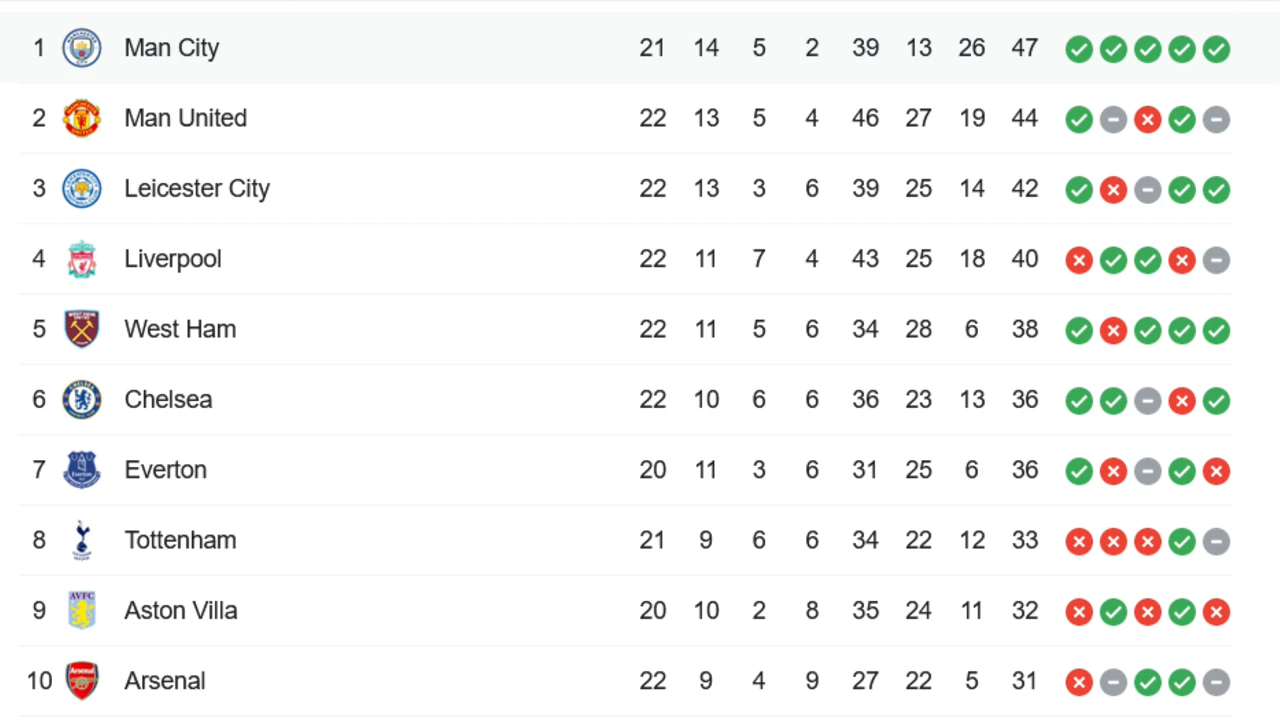 1 Man City 21 14 5 2 39 13 26 47
2 Man United 22 13 5 4 46 27 19 44
3 Leicester City 22 13 3 6 39 25 14 42
4 Liverpool 22 11 7 4 43 25 18 40
5 West Ham 22 11 5 6 34 28 6 38
6 Chelsea 22 10 6 6 36 23 13 36
7 Everton 20 11 3 6 31 25 6 36
8 Tottenham 21 9 6 6 34 22 12 33
AVFC
9 Aston Villa 20 10 2 8 35 24 11 32
Arsenal
10 Arsenal 22 9 4 9 27 22 5 31